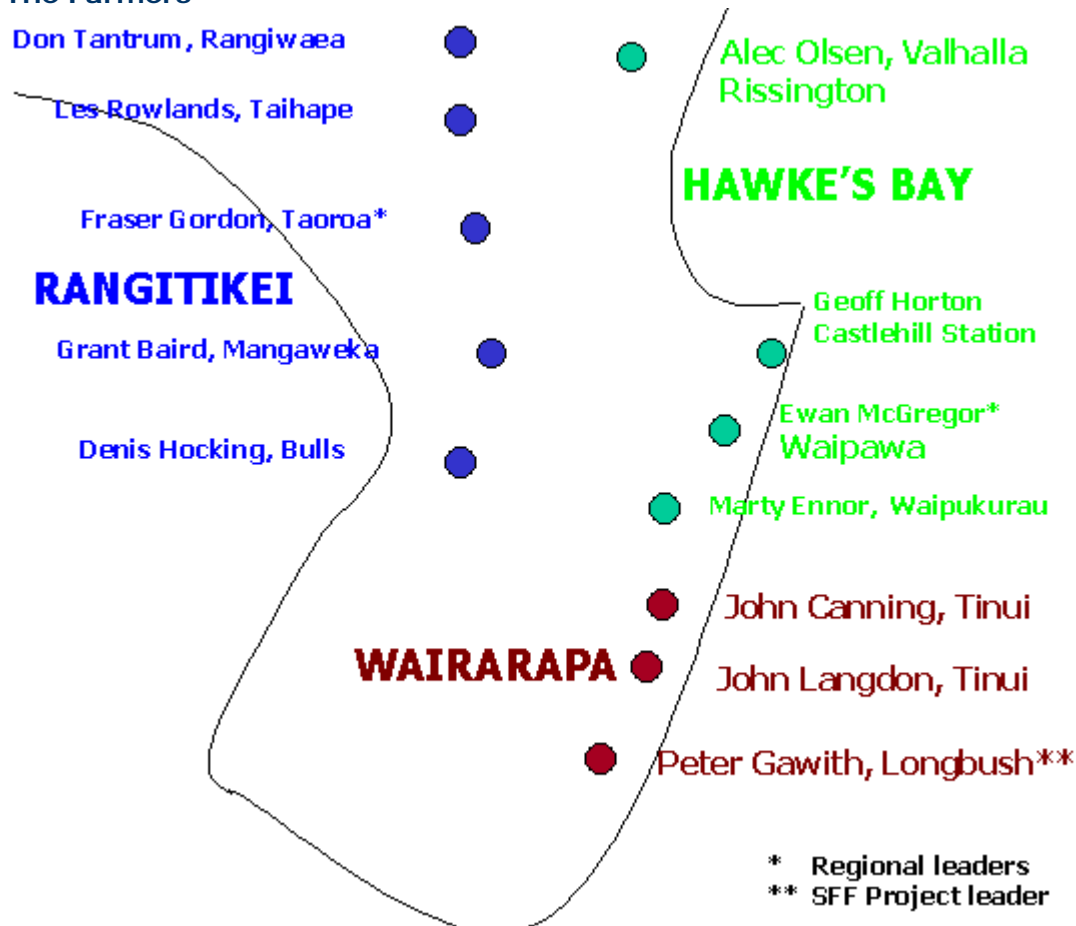 The Farmers
Don Tantrum, Rangiwaea
Alec Olsen, Valhalla
Rissington
Les Rowlands, Taihape
HAWKE'S BAY
Fraser Gordon, Taoroa*
RANGITIKEI
Geoff Horton
Castlehill Station
Grant Baird, Mangaweka
Ewan McGregor*
Waipawa
Denis Hocking, Bulls
Marty Ennor, Waipukurau
John Canning, Tinui
WAIRARAPA
John Langdon, Tinui
Peter Gawith, Longbush**
* Regional leaders
** SFF Project leader